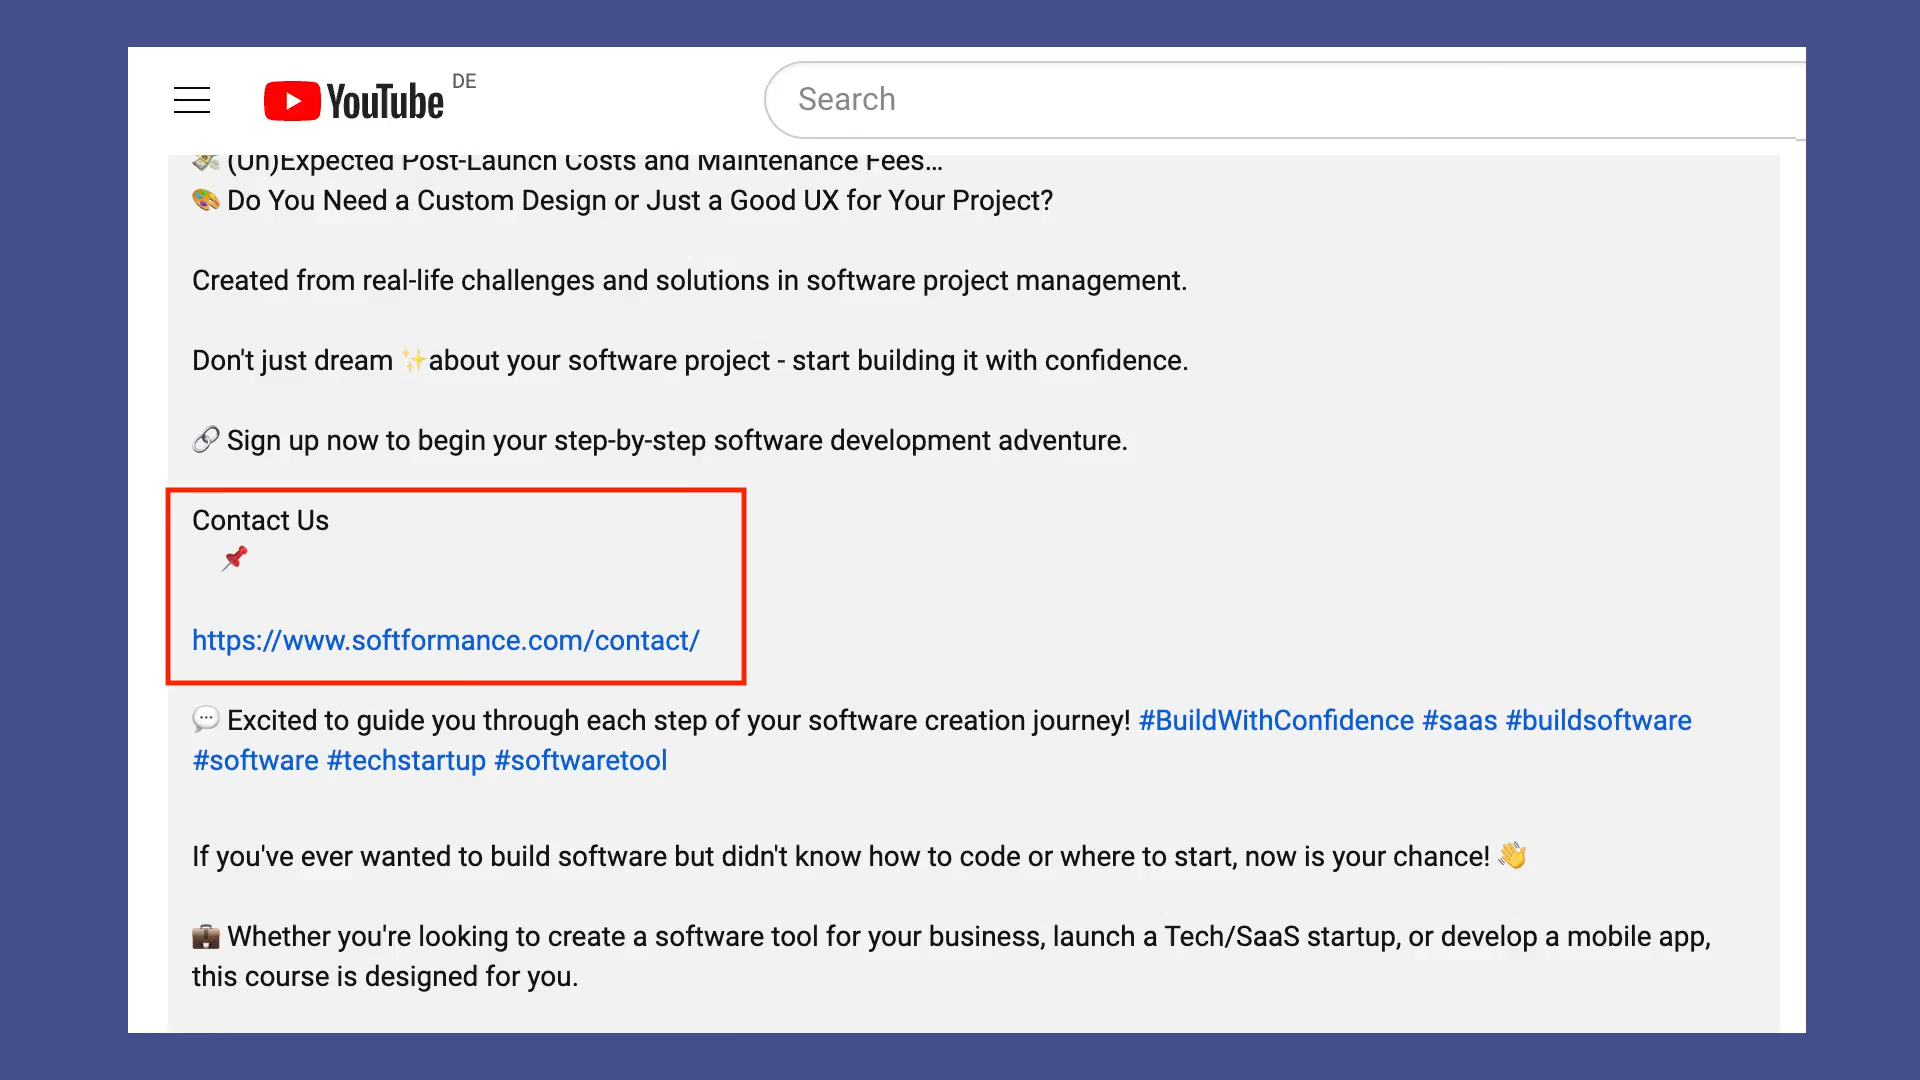 YouTube DE
Search
💸 (Un)Expected Post-Launch Costs and Maintenance Fees...
🎨 Do You Need a Custom Design or Just a Good UX for Your Project?
Created from real-life challenges and solutions in software project management.
Don't just dream ✨about your software project - start building it with confidence.
🔗 Sign up now to begin your step-by-step software development adventure.
Contact Us
📌
https://www.softformance.com/contact/
💬 Excited to guide you through each step of your software creation journey! #BuildWithConfidence #saas #buildsoftware
#software #techstartup #softwaretool
If you've ever wanted to build software but didn't know how to code or where to start, now is your chance! 👋
💼 Whether you're looking to create a software tool for your business, launch a Tech/SaaS startup, or develop a mobile app,
this course is designed for you.